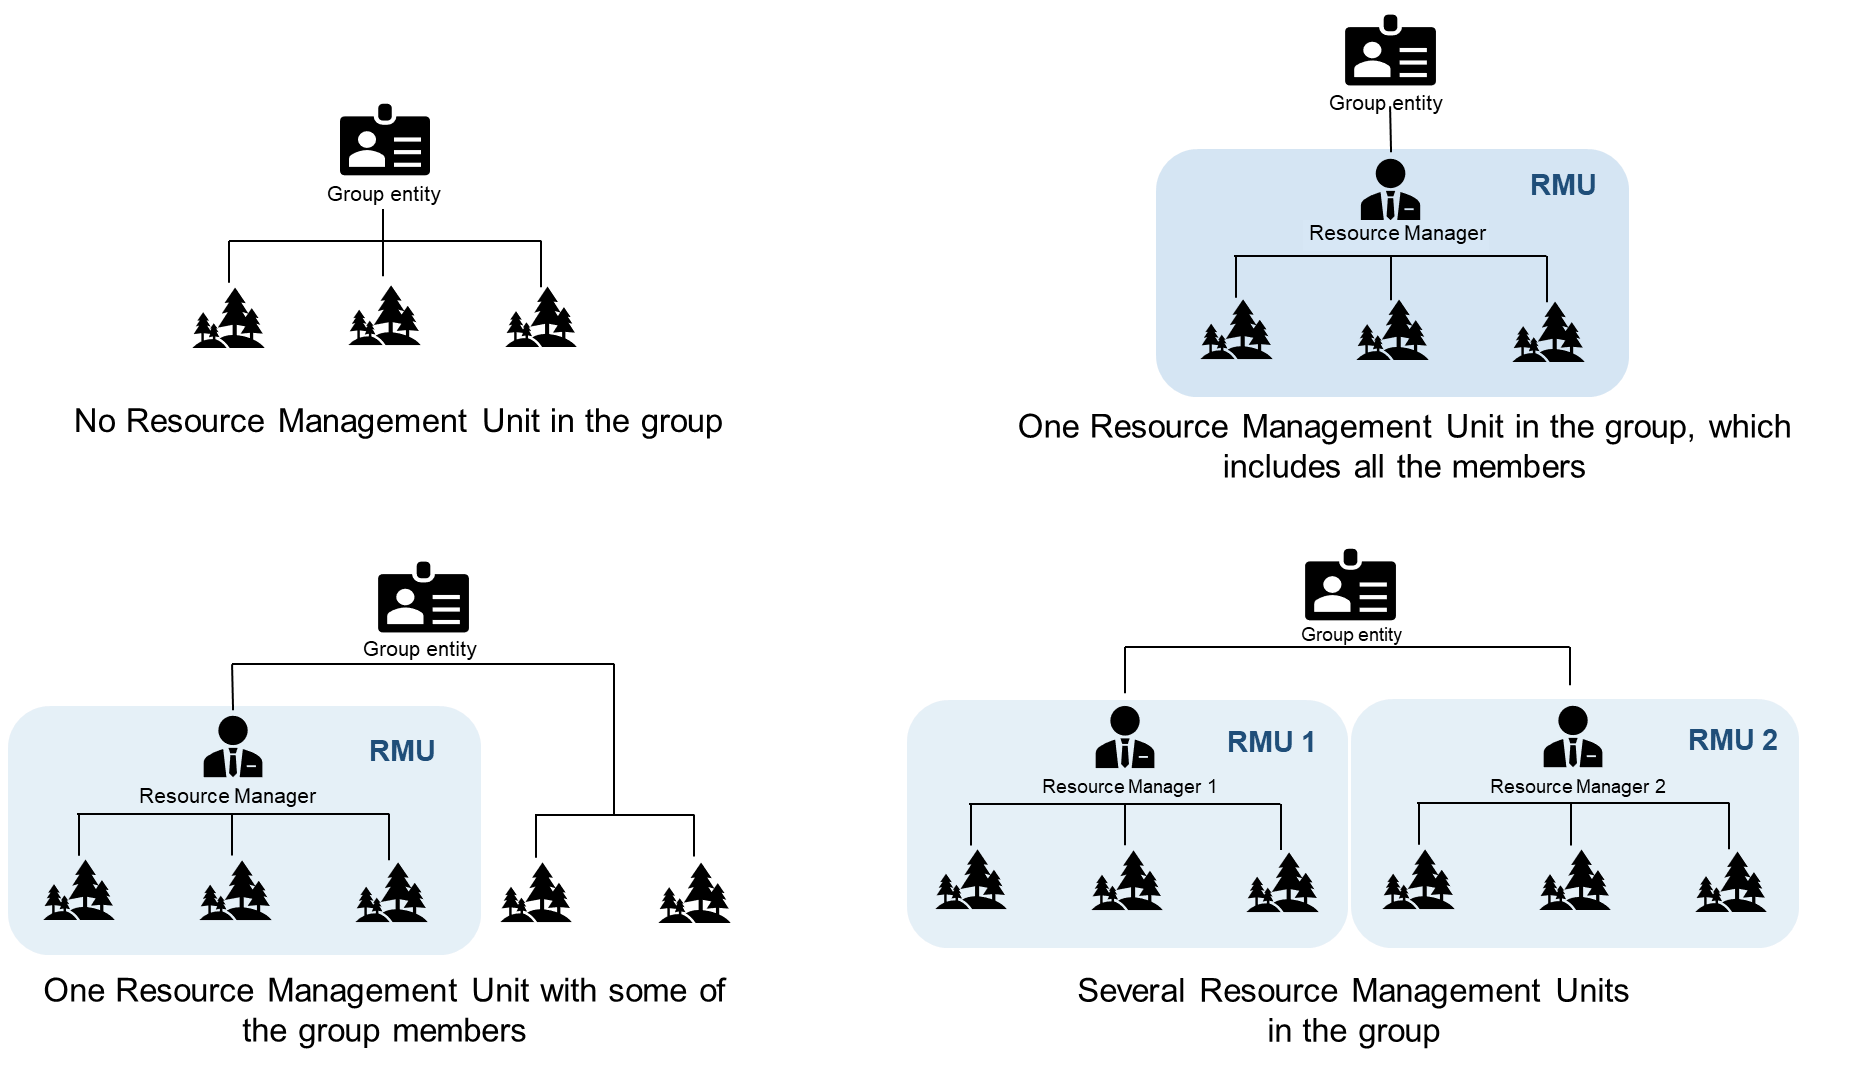 Group entity
No Resource Management Unit in the group
Group entity
RMU
Resource Manager
One Resource Management Unit in the group, which
includes all the members
Group entity
RMU
Resource Manager
One Resource Management Unit with some of
the group members
Group entity
RMU 1
Resource Manager 1
RMU 2
Resource Manager 2
Several Resource Management Units
in the group